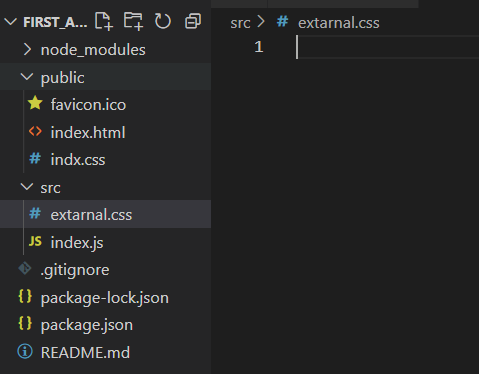 FIRST_A...
node_modules
public
favicon.ico
<> index.html
# indx.css
src
# extarnal.css
JS index.js
.gitignore
{} package-lock.json
{} package.json
README.md
src > # extarnal.css
1